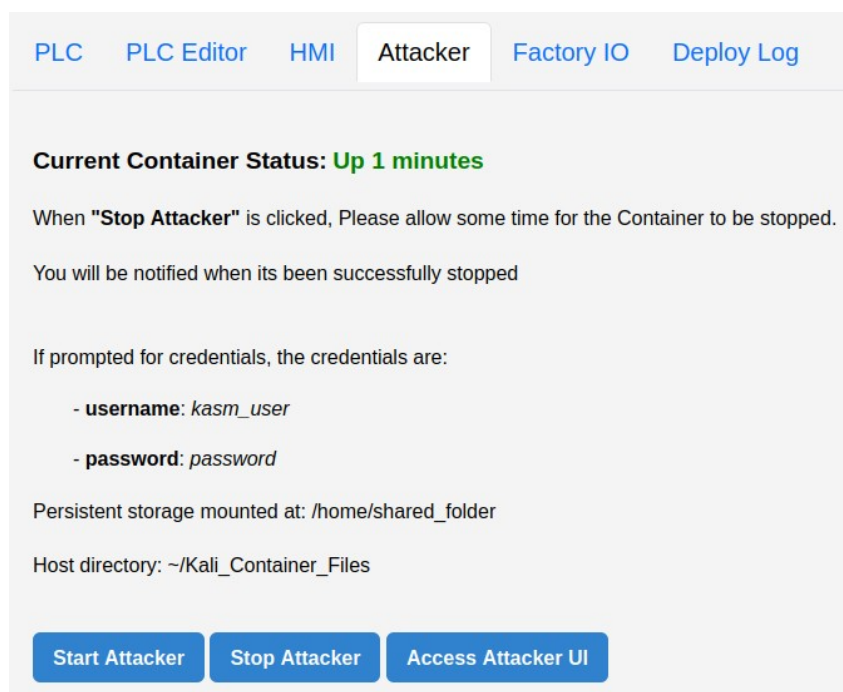 PLC PLC Editor HMI Attacker Factory IO Deploy Log
Current Container Status: Up 1 minutes
When "Stop Attacker" is clicked, Please allow some time for the Container to be stopped.
You will be notified when its been successfully stopped
If prompted for credentials, the credentials are:
- username: kasm_user
- password: password
Persistent storage mounted at: /home/shared_folder
Host directory: ~/Kali_Container_Files
Start Attacker Stop Attacker Access Attacker UI